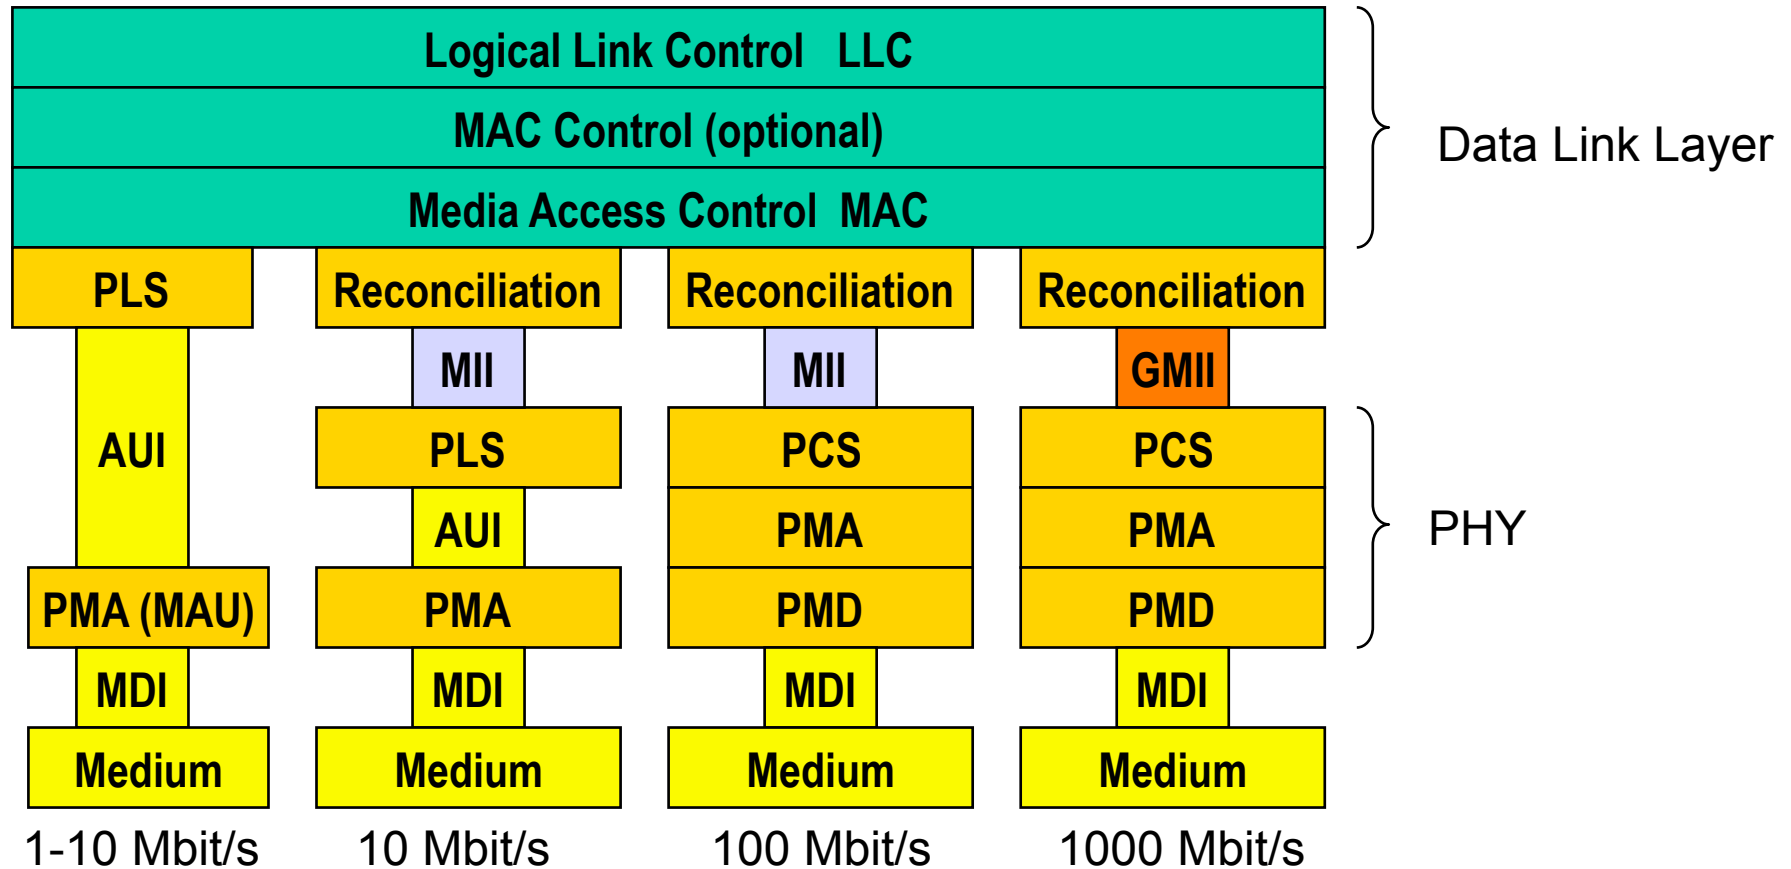 Logical Link Control LLC
MAC Control (optional)
Data Link Layer
Media Access Control MAC
PLS Reconciliation Reconciliation Reconciliation
MII MII GMII
AUI PLS PCS PCS
AUI PMA PMA
PHY
PMA (MAU) PMA PMD PMD
MDI MDI MDI MDI
Medium Medium Medium Medium
1-10 Mbit/s 10 Mbit/s 100 Mbit/s 1000 Mbit/s